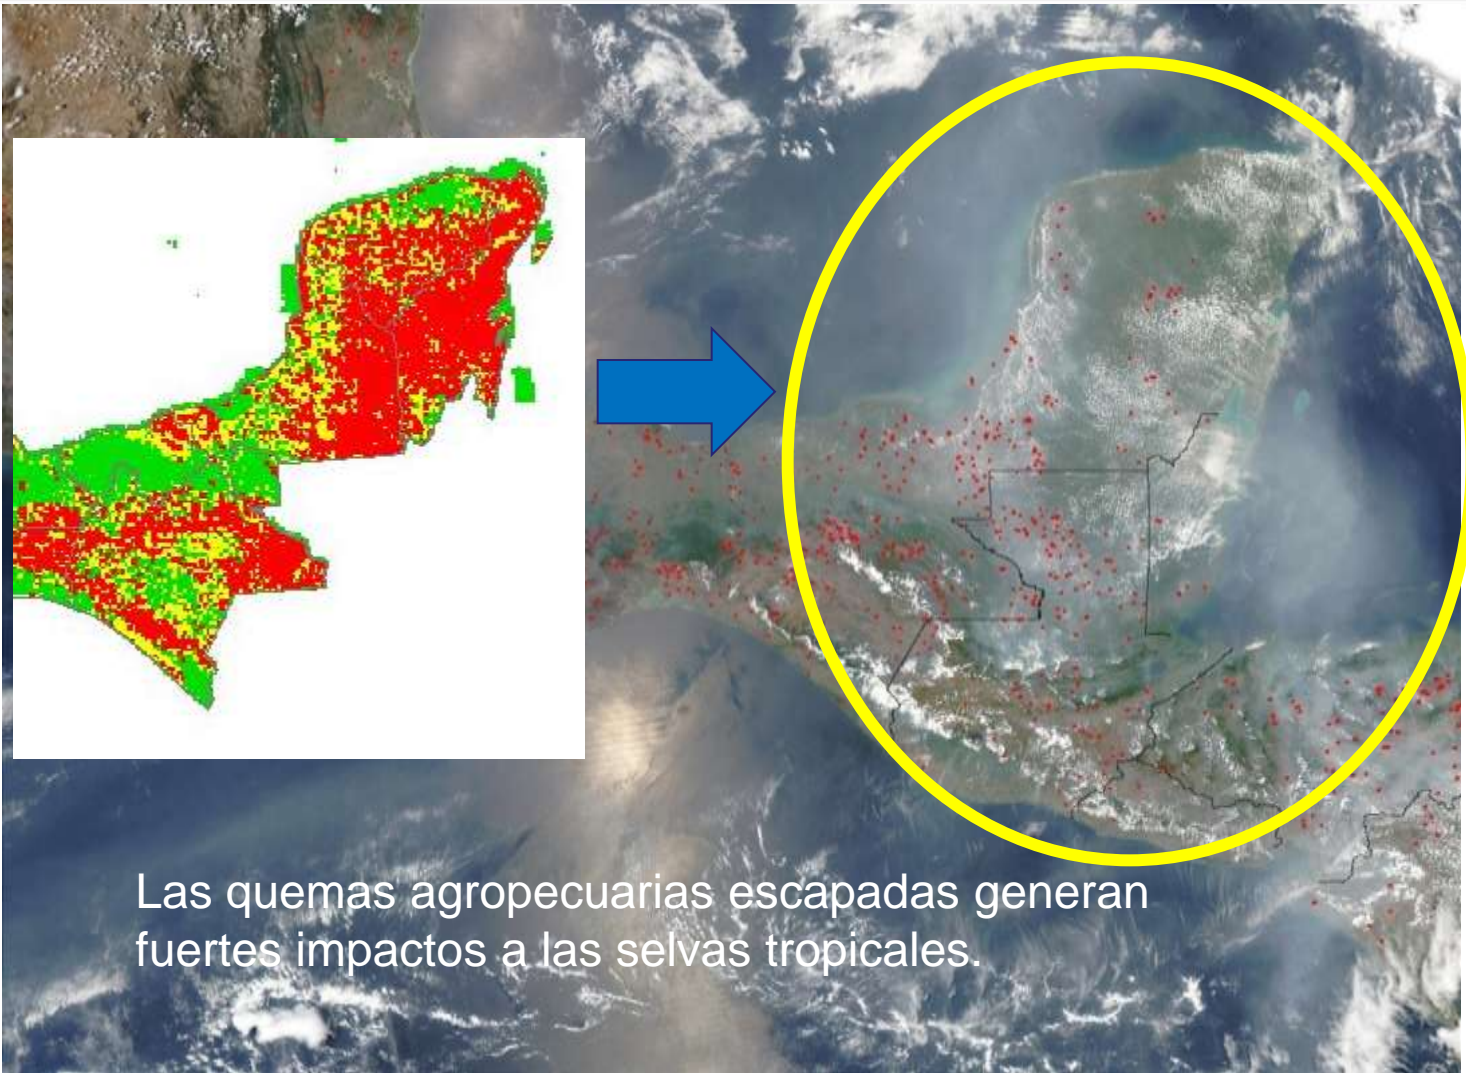 Las quemas agropecuarias escapadas generan
fuertes impactos a las selvas tropicales.